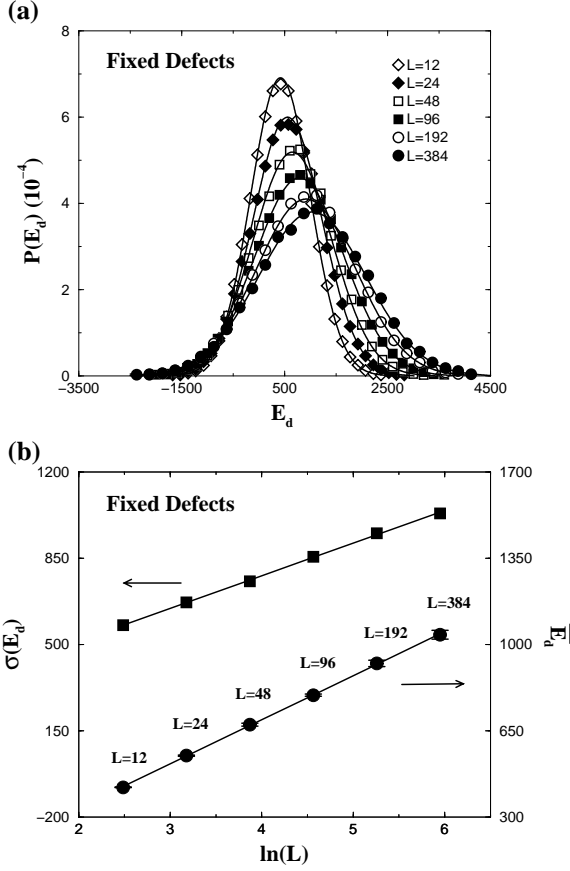 (a)
Fixed Defects
L=12
L=24
L=48
L=96
L=192
L=384
P(E_d) (10^-4)
8
6
4
2
0
−3500 −1500 500 2500 4500
E_d
(b)
Fixed Defects
σ(E_d)
1200
850
500
150
−200
1700
1350
1000
650
300
E_d
L=12
L=24
L=48
L=96
L=192
L=384
2 3 4 5 6
ln(L)